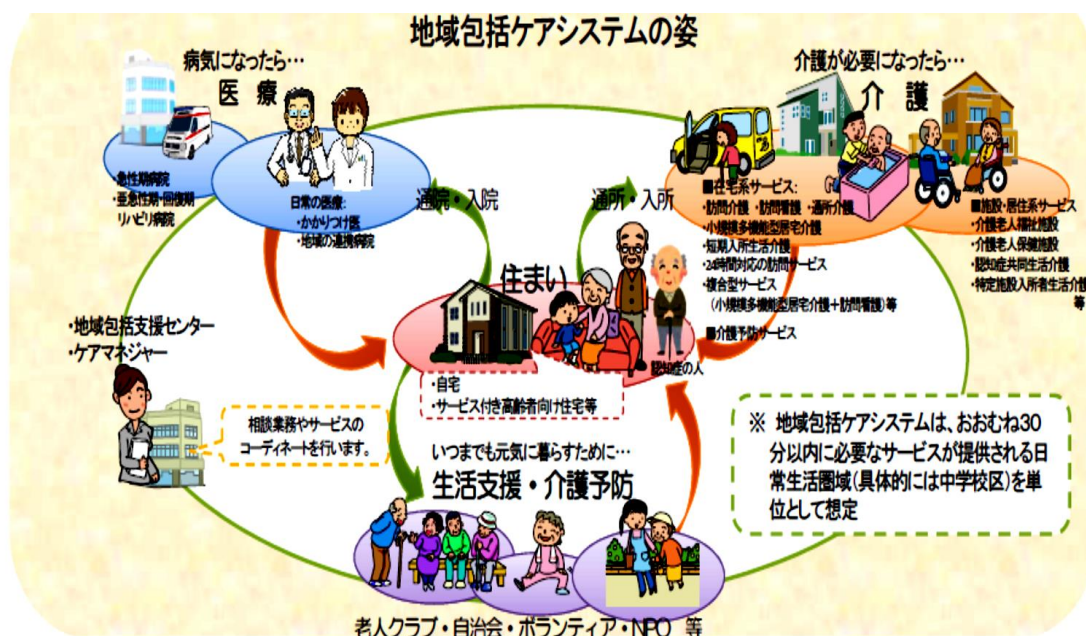 地域包括ケアシステムの姿
病気になったら…
医療
介護が必要になったら…
介護
・急性期病院
・亜急性期・回復期
リハビリ病院
日常の医療:
・かかりつけ医
・地域の連携病院
通院・入院
通所・入所
■在宅系サービス:
・訪問介護 ・訪問看護 ・通所介護
・小規模多機能型居宅介護
・短期入所生活介護
・24時間対応の訪問サービス
・複合型サービス
(小規模多機能型居宅介護+訪問看護)等
■介護予防サービス
■施設・居住系サービス
・介護老人福祉施設
・介護老人保健施設
・認知症共同生活介護
・特定施設入所者生活介護
等
住まい
認知症の人
・自宅
・サービス付き高齢者向け住宅等
・地域包括支援センター
・ケアマネジャー
相談業務やサービスの
コーディネートを行います。
いつまでも元気に暮らすために…
生活支援・介護予防
※ 地域包括ケアシステムは、おおむね30
分以内に必要なサービスが提供される日
常生活圏域(具体的には中学校区)を単
位として想定
老人クラブ・自治会・ボランティア・NPO 等